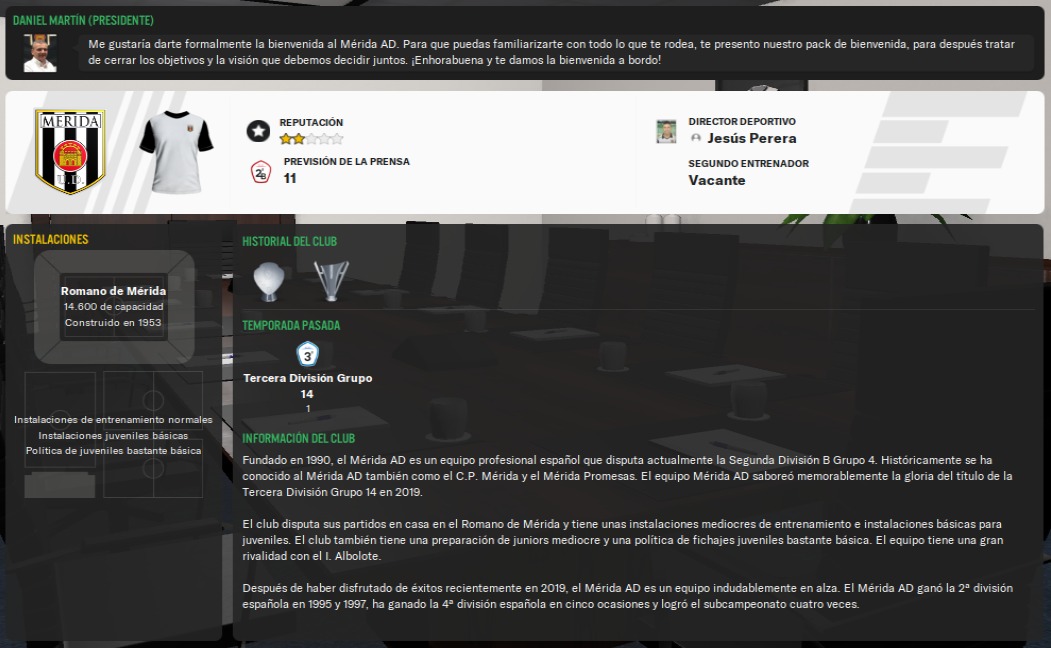 DANIEL MARTÍN (PRESIDENTE)
Me gustaría darte formalmente la bienvenida al Mérida AD. Para que puedas familiarizarte con todo lo que te rodea, te presento nuestro pack de bienvenida, para después tratar
de cerrar los objetivos y la visión que debemos decidir juntos. ¡Enhorabuena y te damos la bienvenida a bordo!
MERIDA
U.D.
REPUTACIÓN
PREVISIÓN DE LA PRENSA
2ªB
11
DIRECTOR DEPORTIVO
Jesús Perera
SEGUNDO ENTRENADOR
Vacante
INSTALACIONES
Romano de Mérida
14.600 de capacidad
Construido en 1953
Instalaciones de entrenamiento normales
Instalaciones juveniles básicas
Política de juveniles bastante básica
HISTORIAL DEL CLUB
TEMPORADA PASADA
3ª
Tercera División Grupo
14
1
INFORMACIÓN DEL CLUB
Fundado en 1990, el Mérida AD es un equipo profesional español que disputa actualmente la Segunda División B Grupo 4. Históricamente se ha
conocido al Mérida AD también como el C.P. Mérida y el Mérida Promesas. El equipo Mérida AD saboreó memorablemente la gloria del título de la
Tercera División Grupo 14 en 2019.
El club disputa sus partidos en casa en el Romano de Mérida y tiene unas instalaciones mediocres de entrenamiento e instalaciones básicas para
juveniles. El club también tiene una preparación de juniors mediocre y una política de fichajes juveniles bastante básica. El equipo tiene una gran
rivalidad con el I. Albolote.
Después de haber disfrutado de éxitos recientemente en 2019, el Mérida AD es un equipo indudablemente en alza. El Mérida AD ganó la 2ª división
española en 1995 y 1997, ha ganado la 4ª división española en cinco ocasiones y logró el subcampeonato cuatro veces.